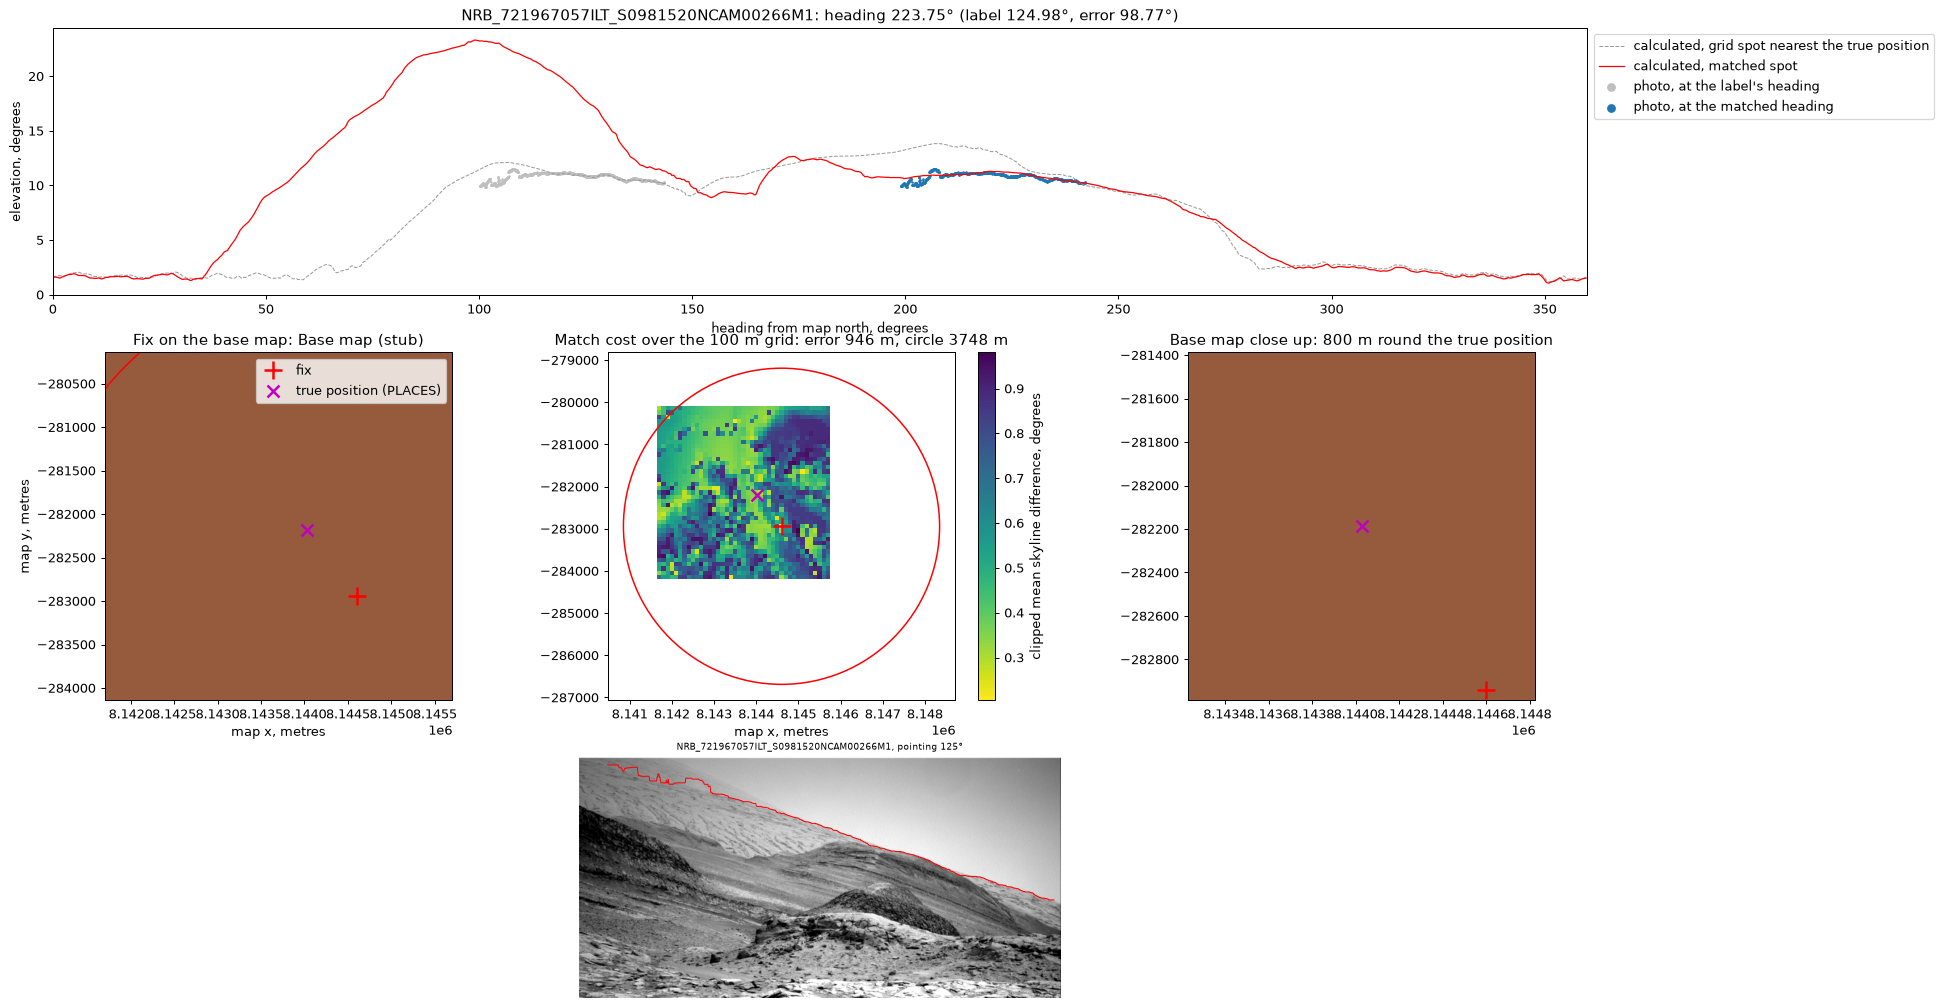 NRB_721967057ILT_S0981520NCAM00266M1: heading 223.75° (label 124.98°, error 98.77°)
elevation, degrees
20
15
10
5
0
0 50 100 150 200 250 300 350
heading from map north, degrees
calculated, grid spot nearest the true position
calculated, matched spot
photo, at the label's heading
photo, at the matched heading
Fix on the base map: Base map (stub)
fix
true position (PLACES)
map y, metres
−280500
−281000
−281500
−282000
−282500
−283000
−283500
−284000
8.1420 8.1425 8.1430 8.1435 8.1440 8.1445 8.1450 8.1455
map x, metres
1e6
Match cost over the 100 m grid: error 946 m, circle 3748 m
−279000
−280000
−281000
−282000
−283000
−284000
−285000
−286000
−287000
8.141 8.142 8.143 8.144 8.145 8.146 8.147 8.148
map x, metres
1e6
0.9
0.8
0.7
0.6
0.5
0.4
0.3
clipped mean skyline difference, degrees
Base map close up: 800 m round the true position
−281400
−281600
−281800
−282000
−282200
−282400
−282600
−282800
8.1434 8.1436 8.1438 8.1440 8.1442 8.1444 8.1446 8.1448
1e6
NRB_721967057ILT_S0981520NCAM00266M1, pointing 125°